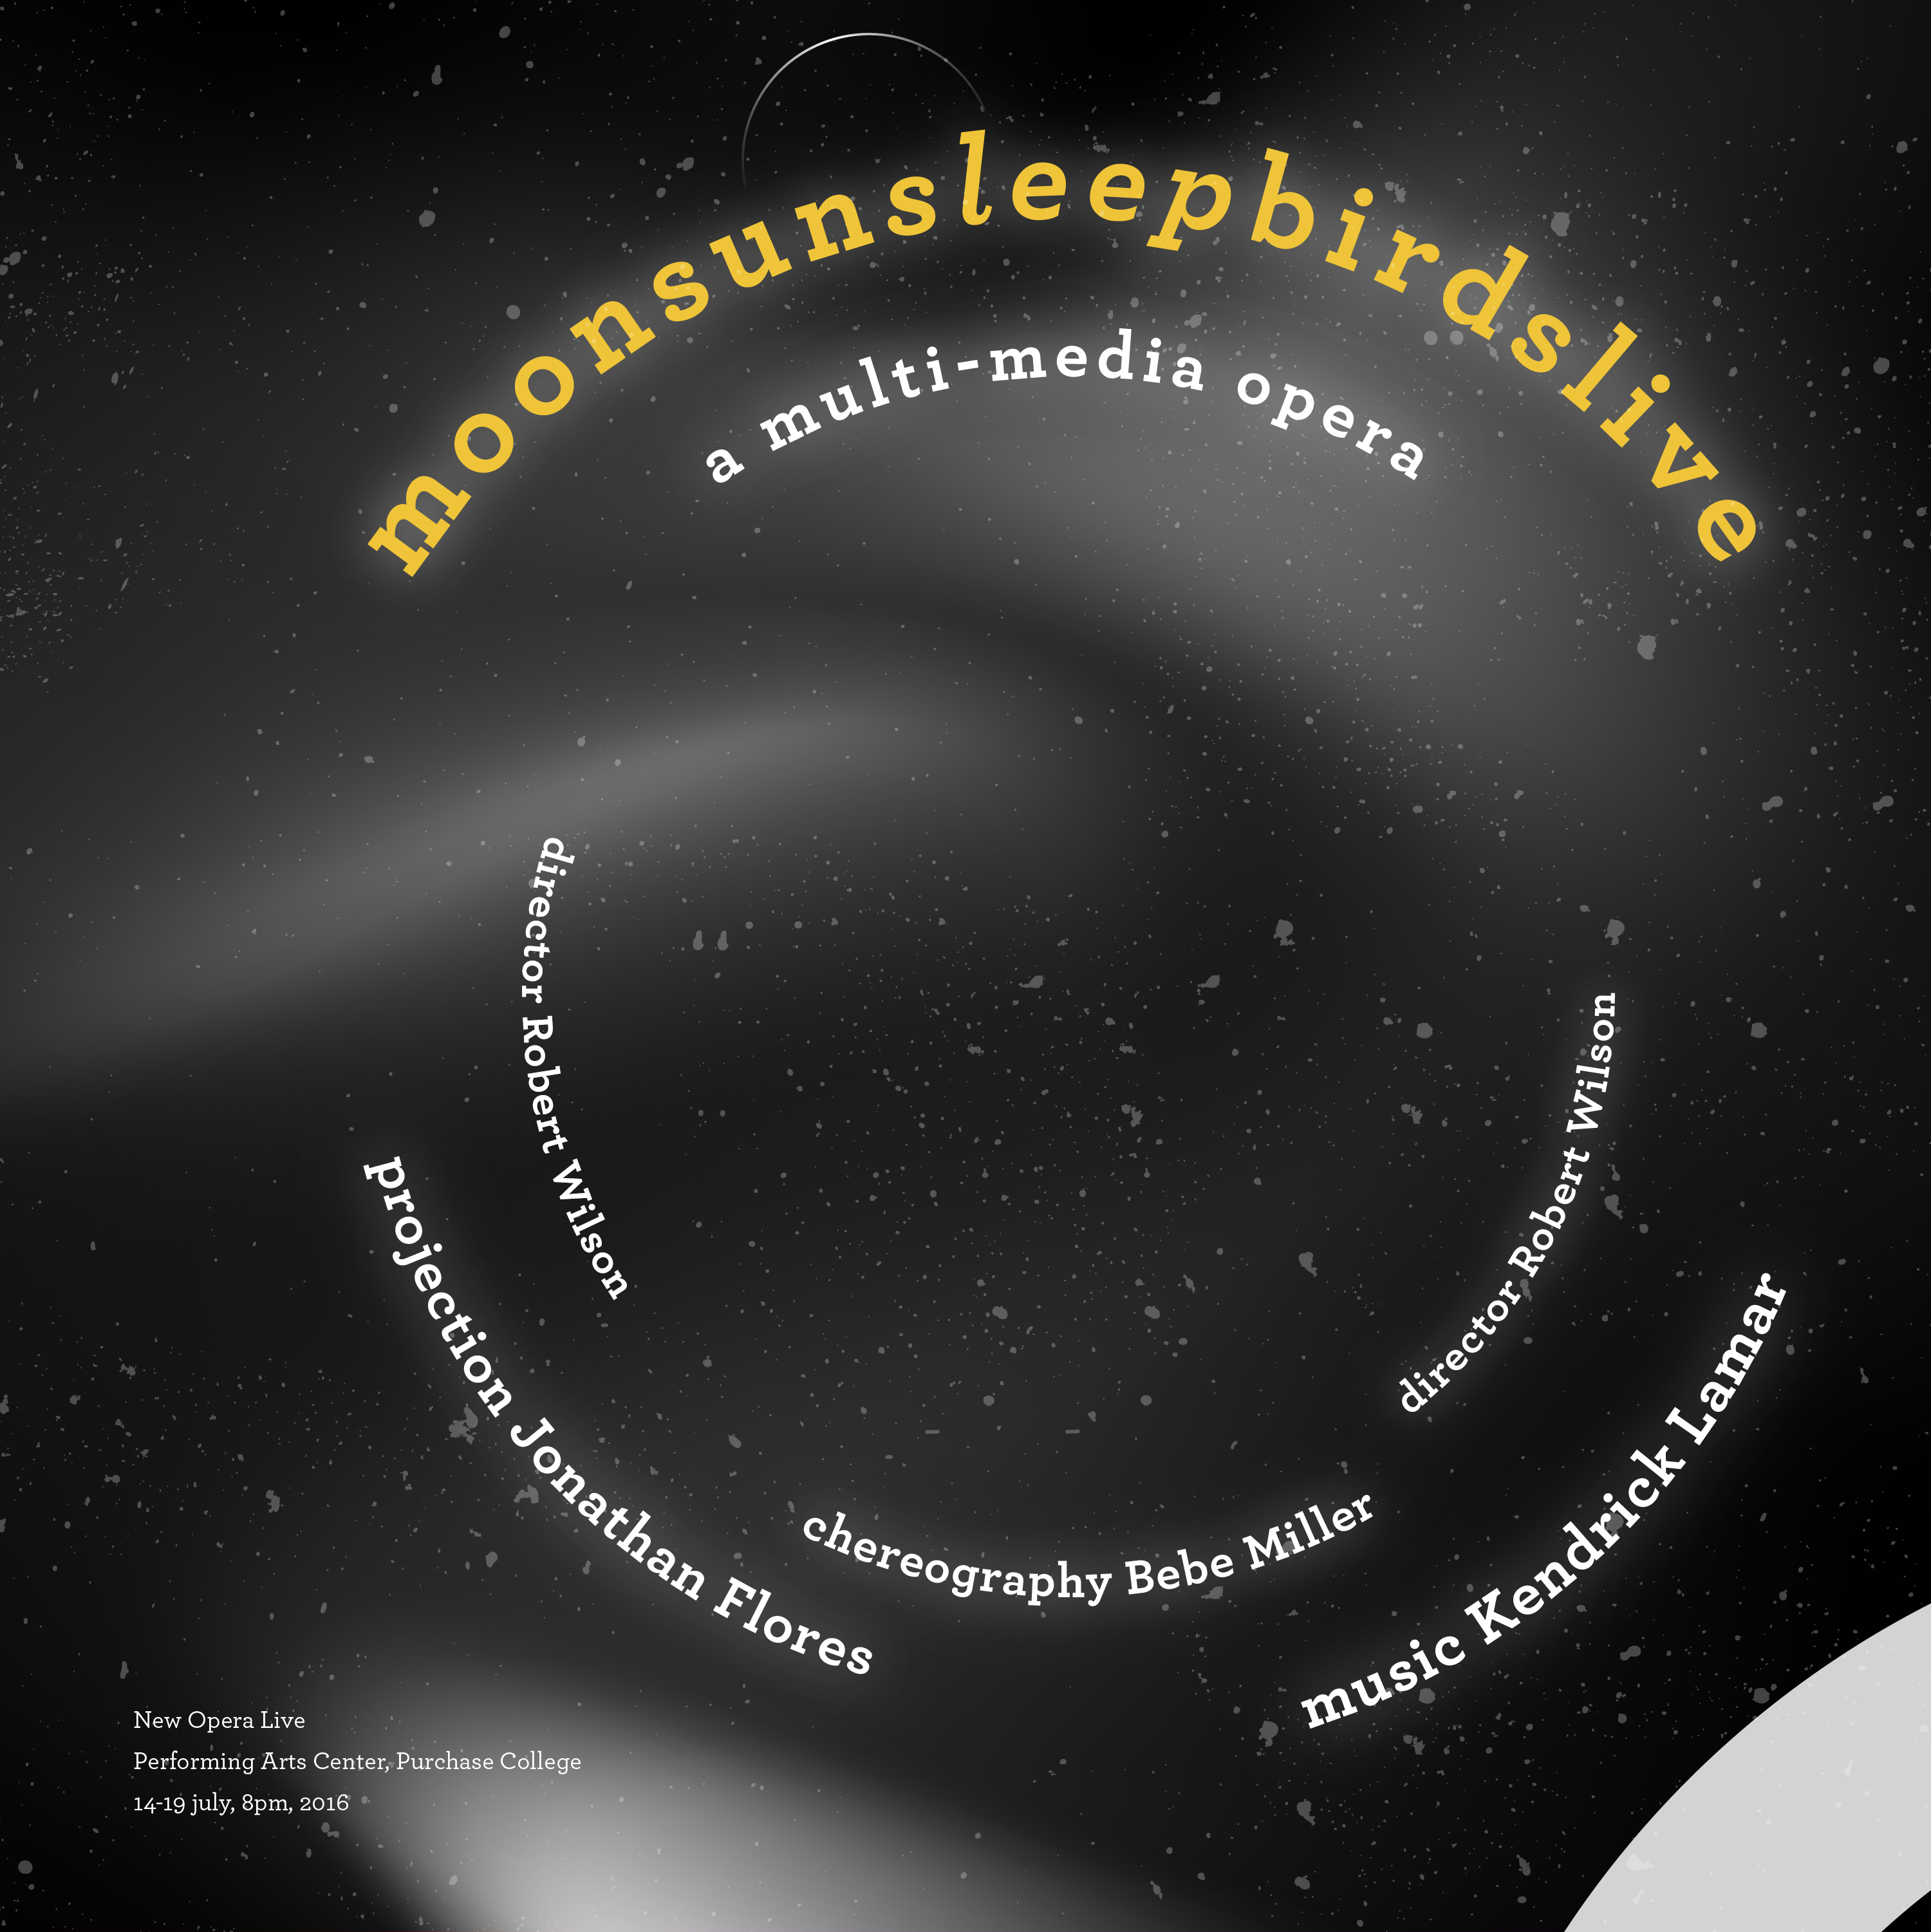 moonsunsleepbirdslive
a multi-media opera
director Robert Wilson
director Robert Wilson
projection Jonathan Flores
chereography Bebe Miller
music Kendrick Lamar
New Opera Live
Performing Arts Center, Purchase College
14-19 july, 8pm, 2016